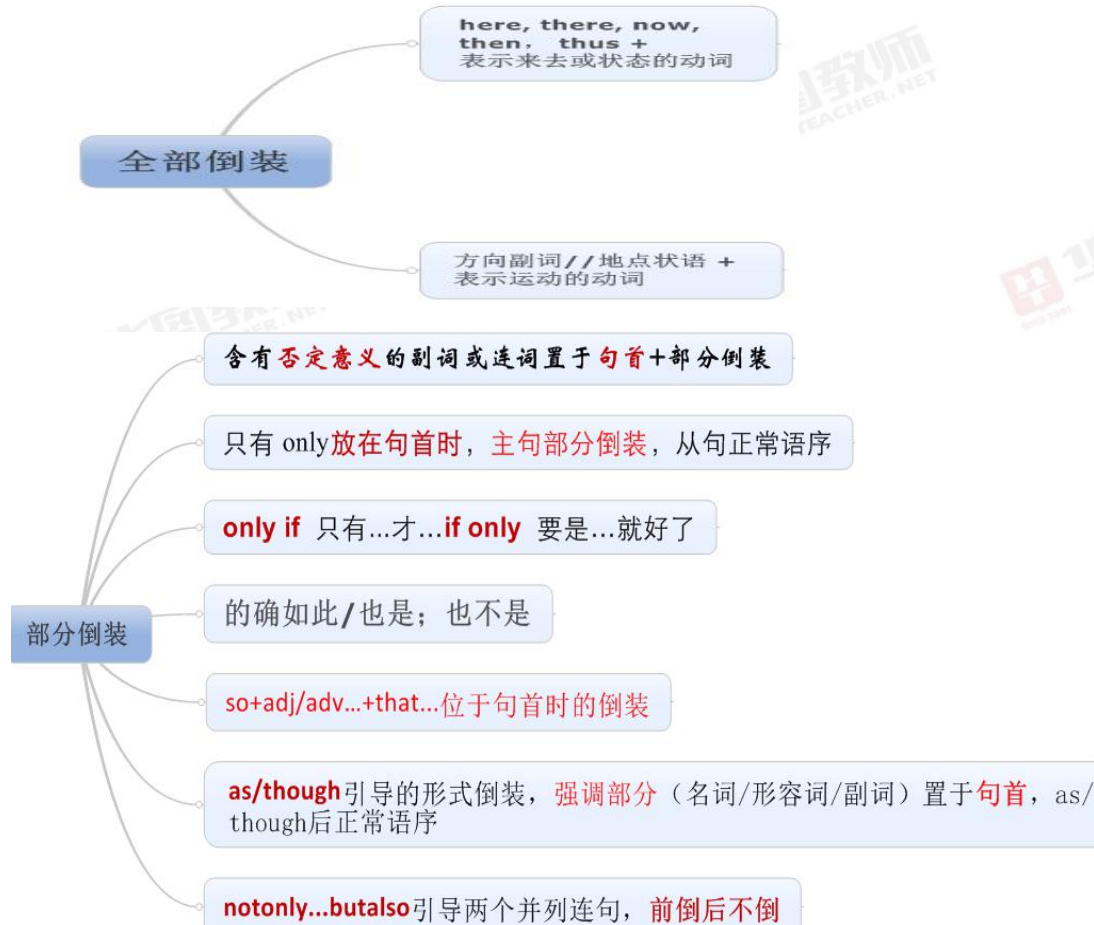 here, there, now,
then， thus +
表示来去或状态的动词
全部倒装
方向副词//地点状语 +
表示运动的动词
含有否定意义的副词或连词置于句首+部分倒装
只有 only放在句首时，主句部分倒装，从句正常语序
only if 只有...才...if only 要是...就好了
的确如此/也是；也不是
部分倒装
so+adj/adv...+that...位于句首时的倒装
as/though引导的形式倒装，强调部分（名词/形容词/副词）置于句首，as/
though后正常语序
notonly...butalso引导两个并列连句，前倒后不倒